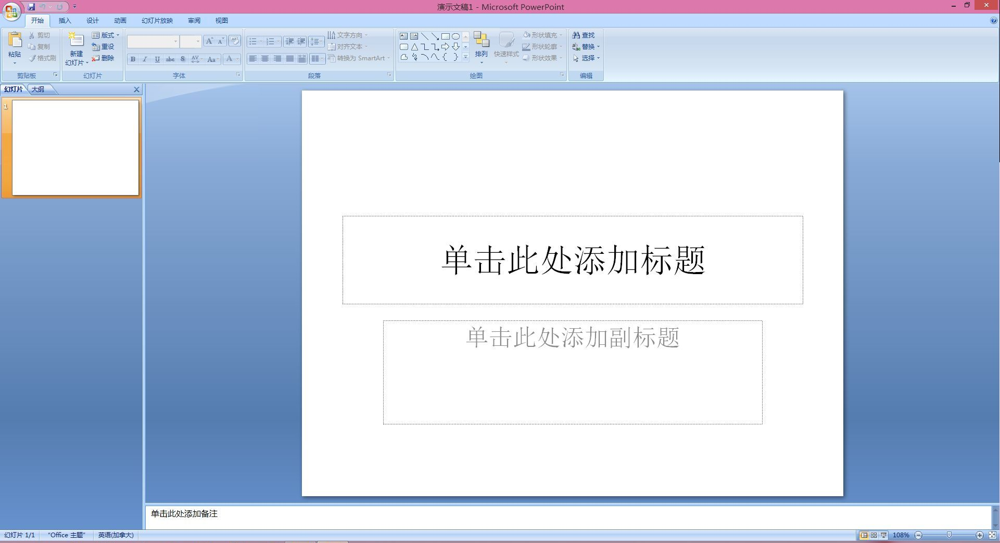 演示文稿1 - Microsoft PowerPoint
开始 插入 设计 动画 幻灯片放映 审阅 视图
粘贴
剪切
复制
格式刷
剪贴板
新建
幻灯片
版式
重设
删除
幻灯片
B I U abc S AV Aa A
字体
文字方向
对齐文本
转换为 SmartArt
段落
排列
快速样式
形状填充
形状轮廓
形状效果
绘图
查找
替换
选择
编辑
幻灯片 大纲
1
单击此处添加标题
单击此处添加副标题
单击此处添加备注
幻灯片 1/1 “Office 主题” 英语(加拿大) 108%